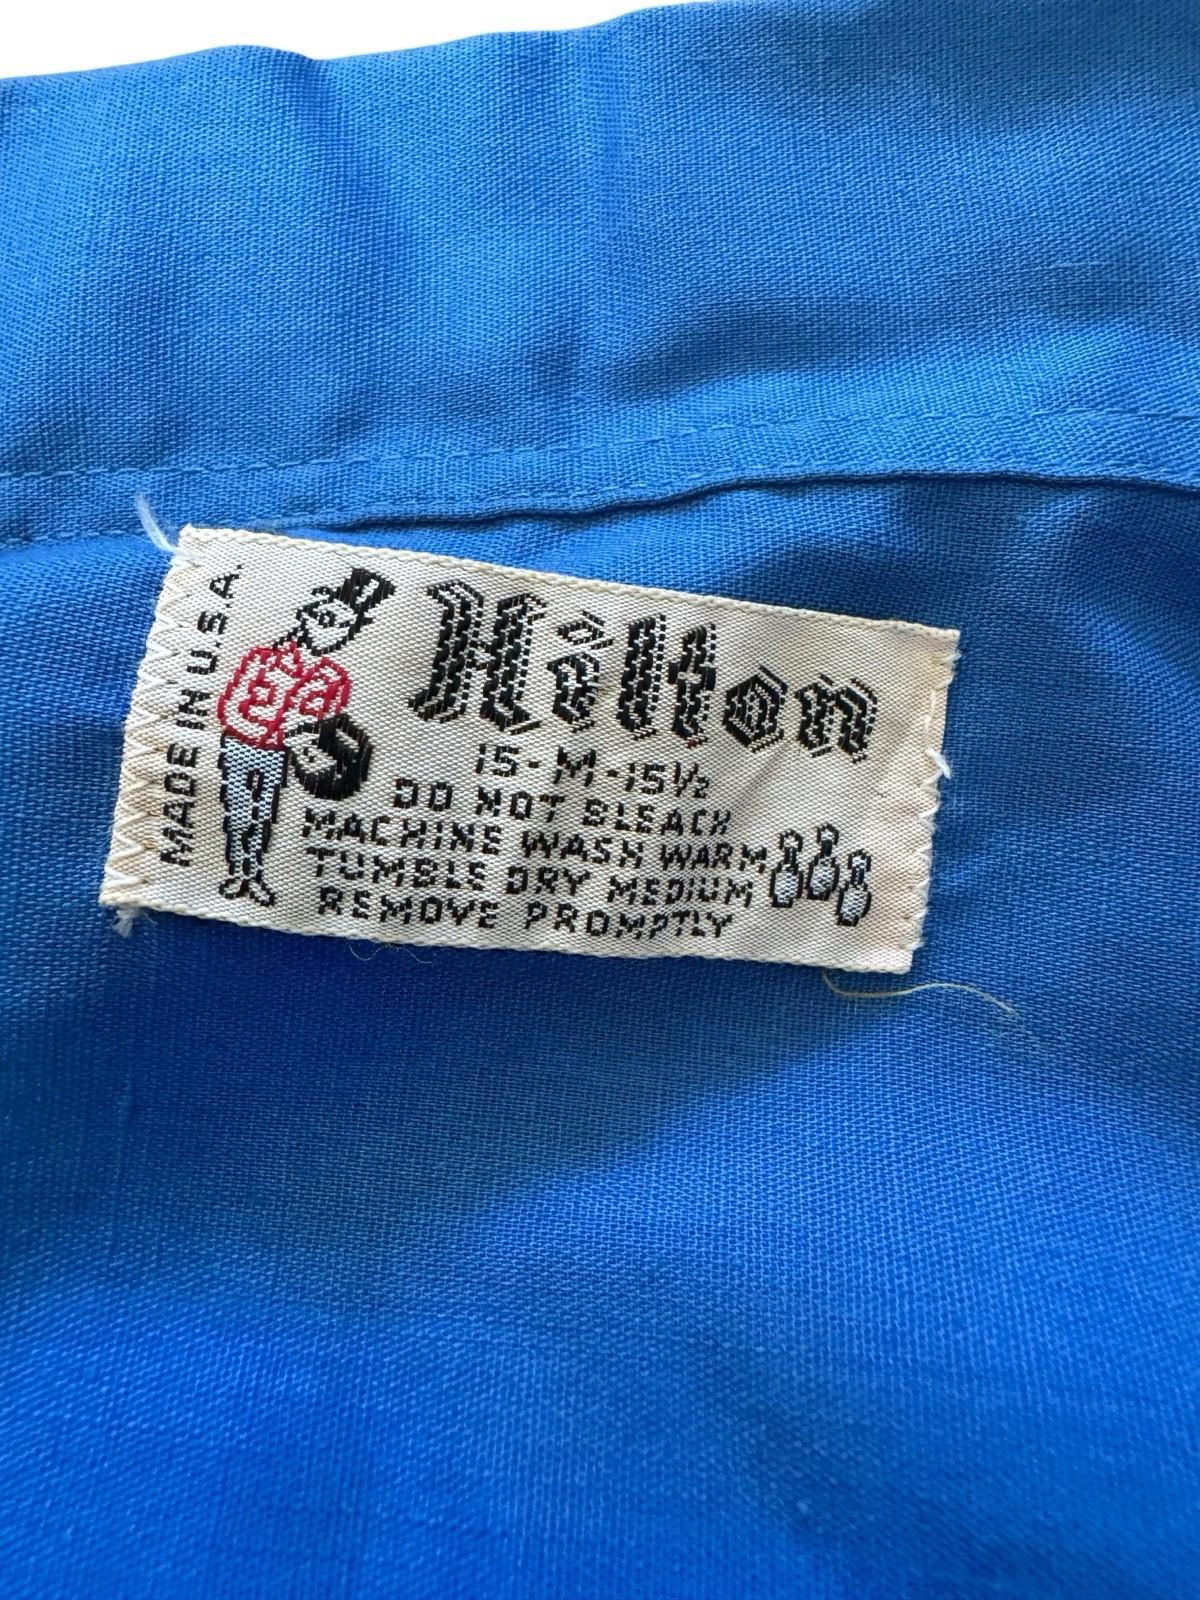 MADE IN U.S.A.
Hilton
15-M-15½
DO NOT BLEACH
MACHINE WASH WARM
TUMBLE DRY MEDIUM
REMOVE PROMPTLY